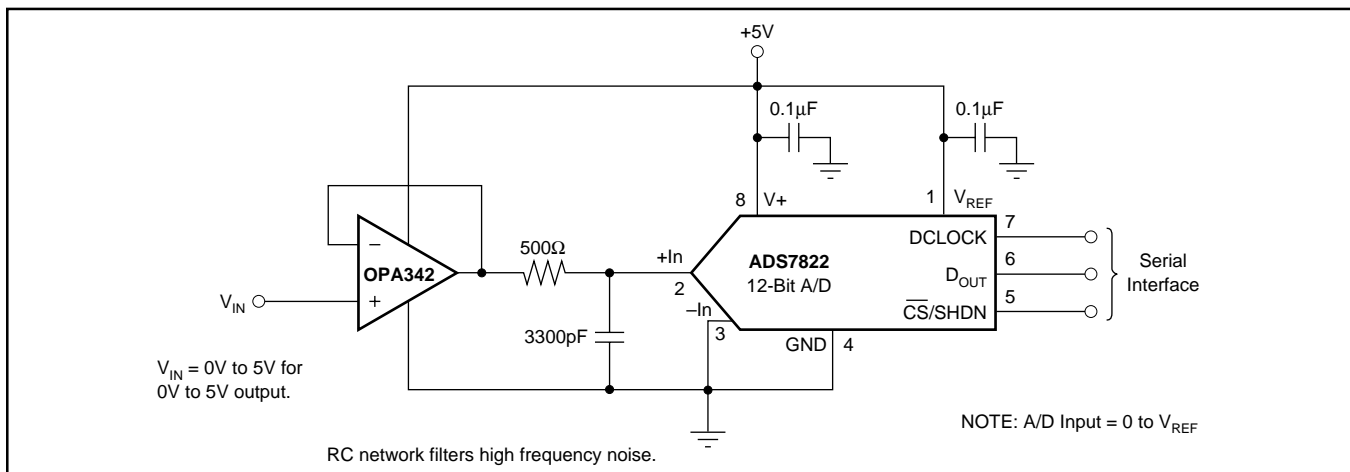 +5V
0.1μF
0.1μF
8
V+
1
V_REF
7
DCLOCK
500Ω
+In
ADS7822
6
OPA342
–
2
12-Bit A/D
D_OUT
Serial
Interface
V_IN
+
–In
3
5
C̅S̅/SHDN
3300pF
GND
4
V_IN = 0V to 5V for
0V to 5V output.
NOTE: A/D Input = 0 to V_REF
RC network filters high frequency noise.